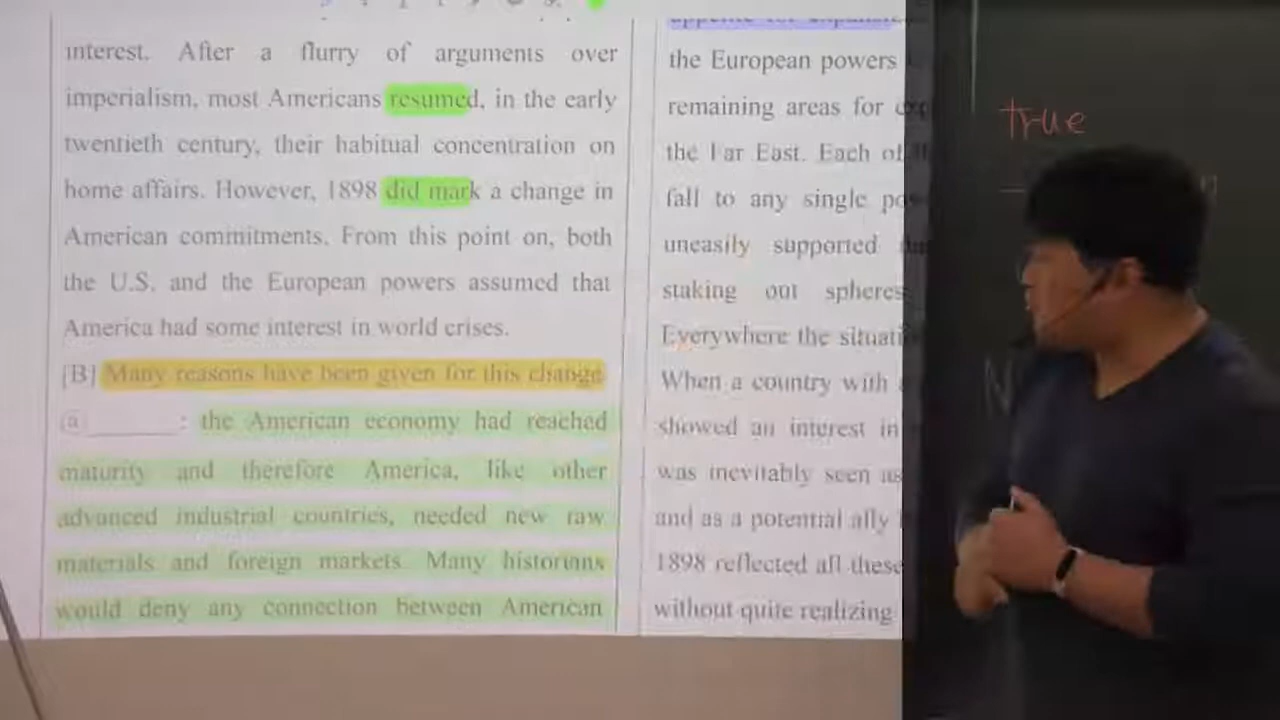 interest. After a flurry of arguments over
imperialism, most Americans resumed, in the early
twentieth century, their habitual concentration on
home affairs. However, 1898 did mark a change in
American commitments. From this point on, both
the U.S. and the European powers assumed that
America had some interest in world crises.
[B] Many reasons have been given for this change
(a)________: the American economy had reached
maturity and therefore America, like other
advanced industrial countries, needed new raw
materials and foreign markets. Many historians
would deny any connection between American
the European powers
remaining areas for
the Far East. Each of
fall to any single
uneasily supported
staking out spheres
Everywhere the
When a country with
showed an interest in
was inevitably seen as
and as a potential ally
1898 reflected all these
without quite realizing
true